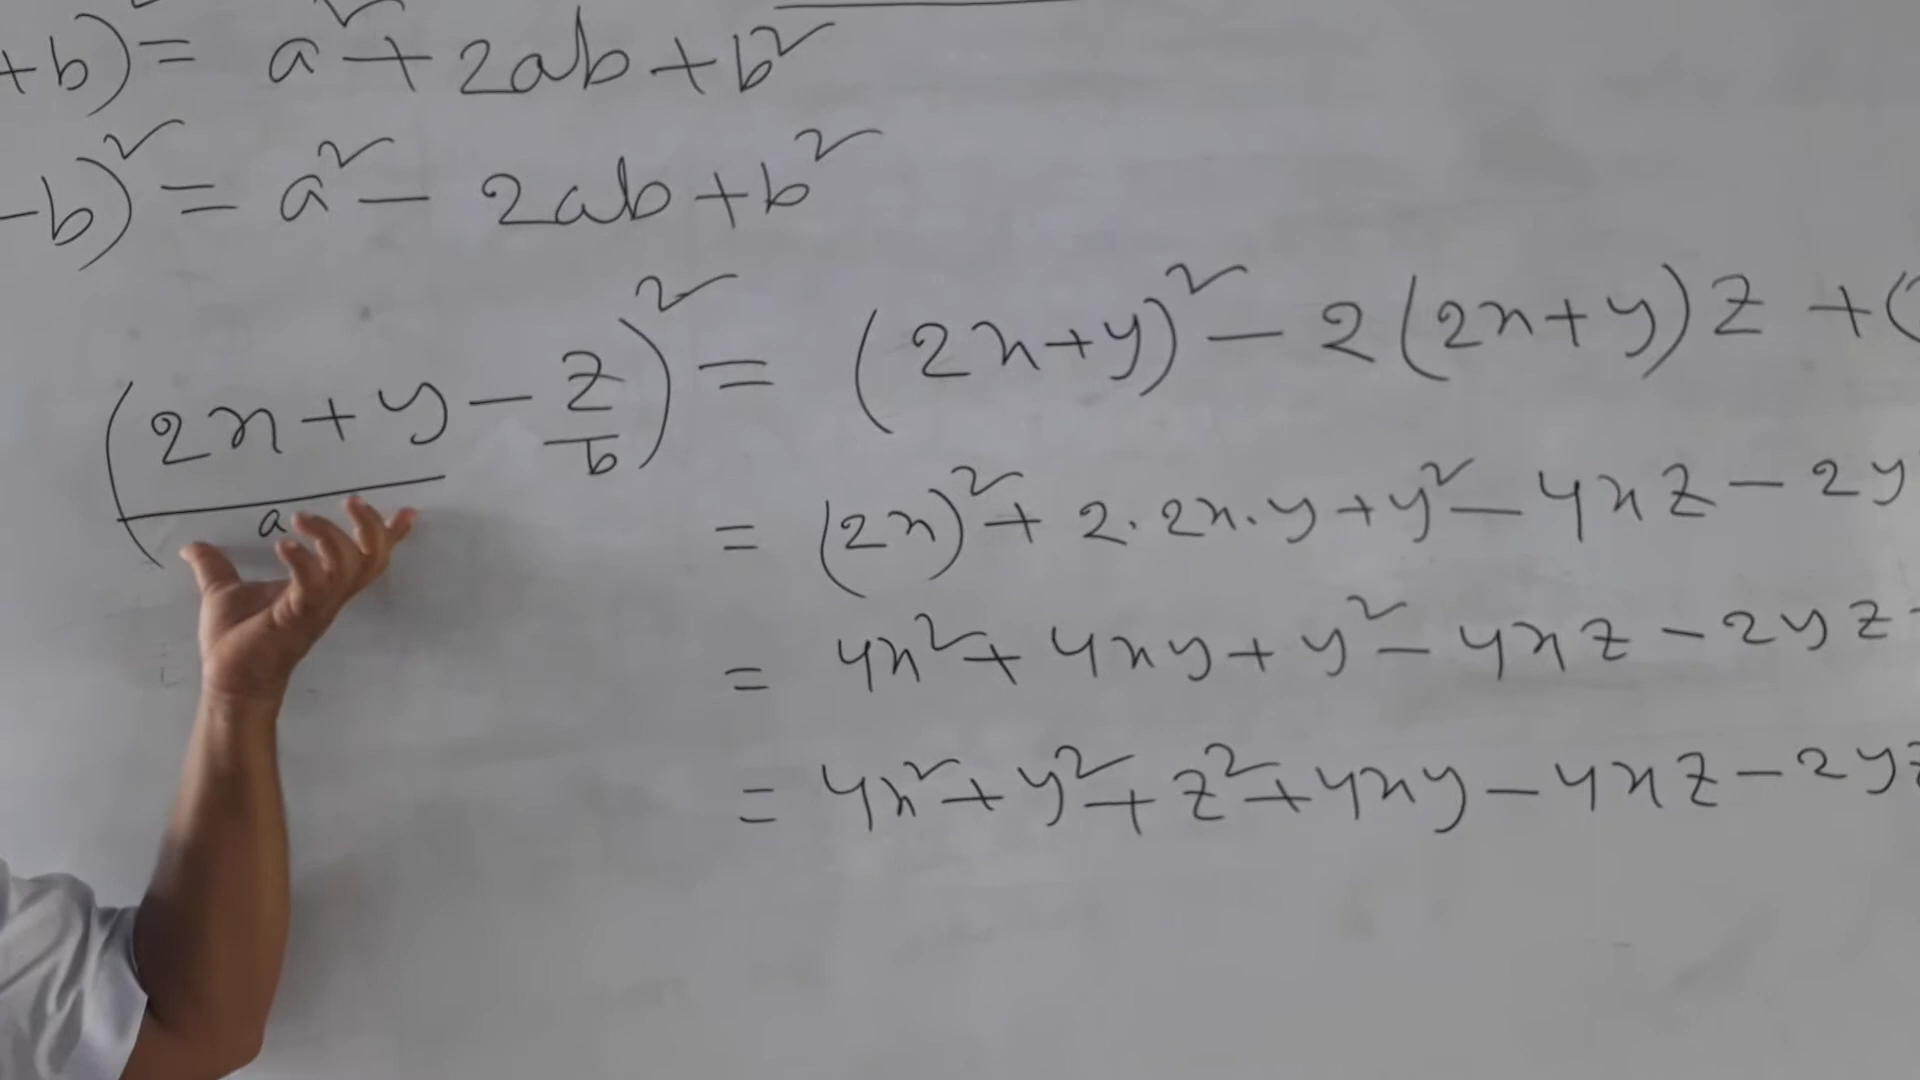 +b)² = a² + 2ab + b²
-b)² = a² - 2ab + b²
(2x + y - z)² = (2x+y)² - 2(2x+y)z + (
a b
= (2x)² + 2·2x·y + y² - 4xz - 2y
= 4x² + 4xy + y² - 4xz - 2yz
= 4x² + y² + z² + 4xy - 4xz - 2yz